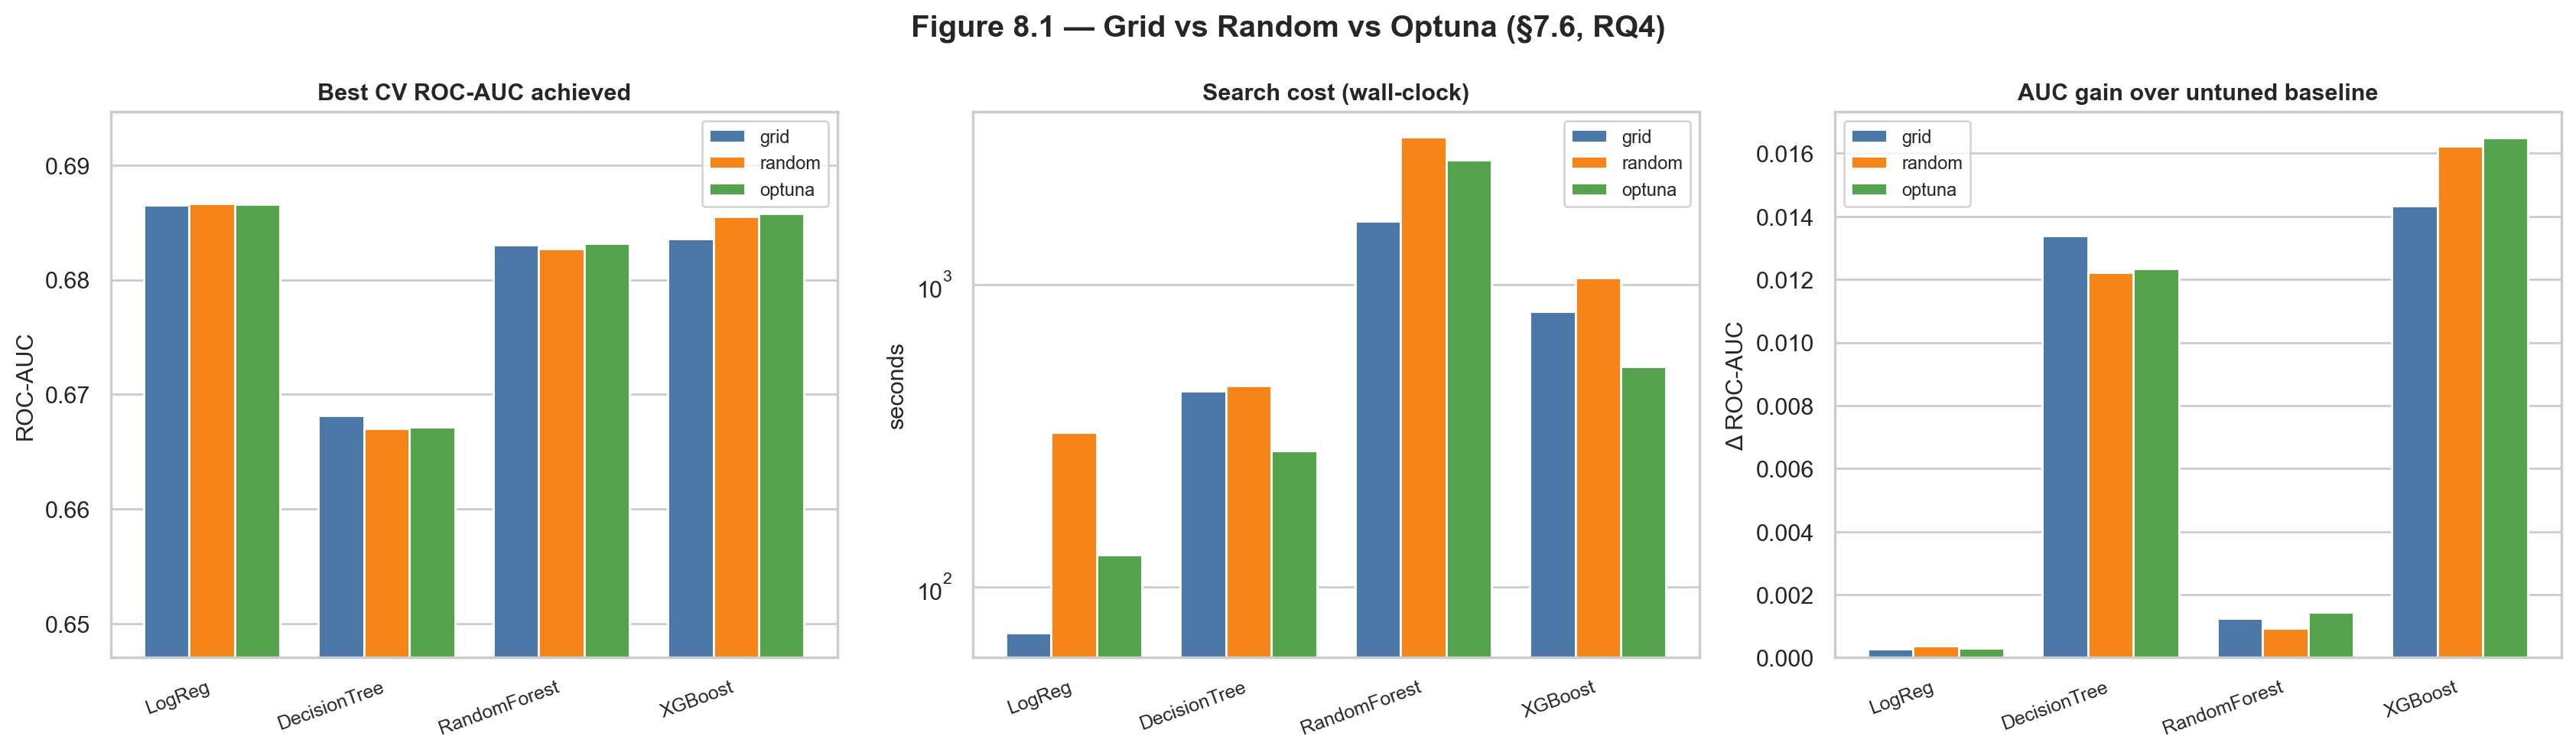 Figure 8.1 — Grid vs Random vs Optuna (§7.6, RQ4)
Best CV ROC-AUC achieved
ROC-AUC
0.69
0.68
0.67
0.66
0.65
grid
random
optuna
LogReg
DecisionTree
RandomForest
XGBoost
Search cost (wall-clock)
seconds
10³
10²
grid
random
optuna
LogReg
DecisionTree
RandomForest
XGBoost
AUC gain over untuned baseline
Δ ROC-AUC
0.016
0.014
0.012
0.010
0.008
0.006
0.004
0.002
0.000
grid
random
optuna
LogReg
DecisionTree
RandomForest
XGBoost